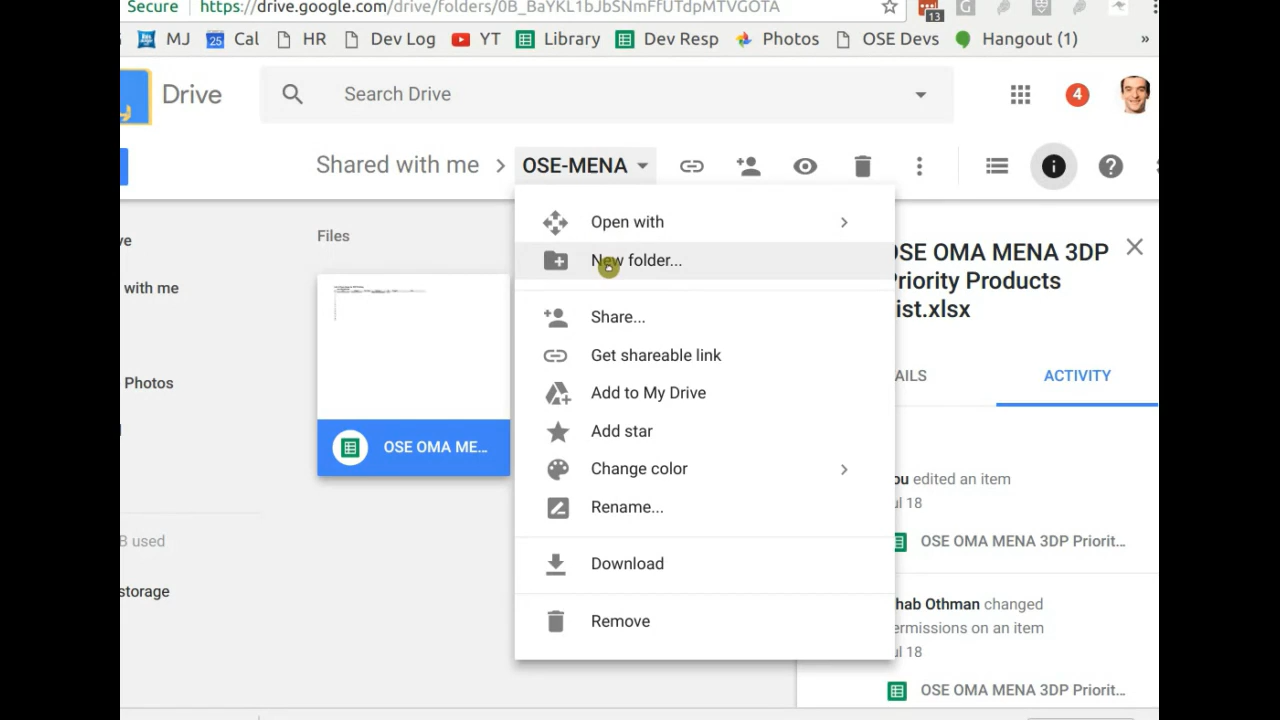 Secure https://drive.google.com/drive/folders/0B_BaYKL1bJbSNmFfUTdpMTVGOTA
13
MJ 25 Cal HR Dev Log YT Library Dev Resp Photos OSE Devs Hangout (1) »
Drive Search Drive 4
Shared with me > OSE-MENA
Files
ve
with me
Photos
B used
storage
OSE OMA ME...
Open with
New folder...
Share...
Get shareable link
Add to My Drive
Add star
Change color
Rename...
Download
Remove
OSE OMA MENA 3DP
Priority Products
ist.xlsx
AILS ACTIVITY
ou edited an item
ul 18
OSE OMA MENA 3DP Priorit...
hab Othman changed
ermissions on an item
ul 18
OSE OMA MENA 3DP Priorit...